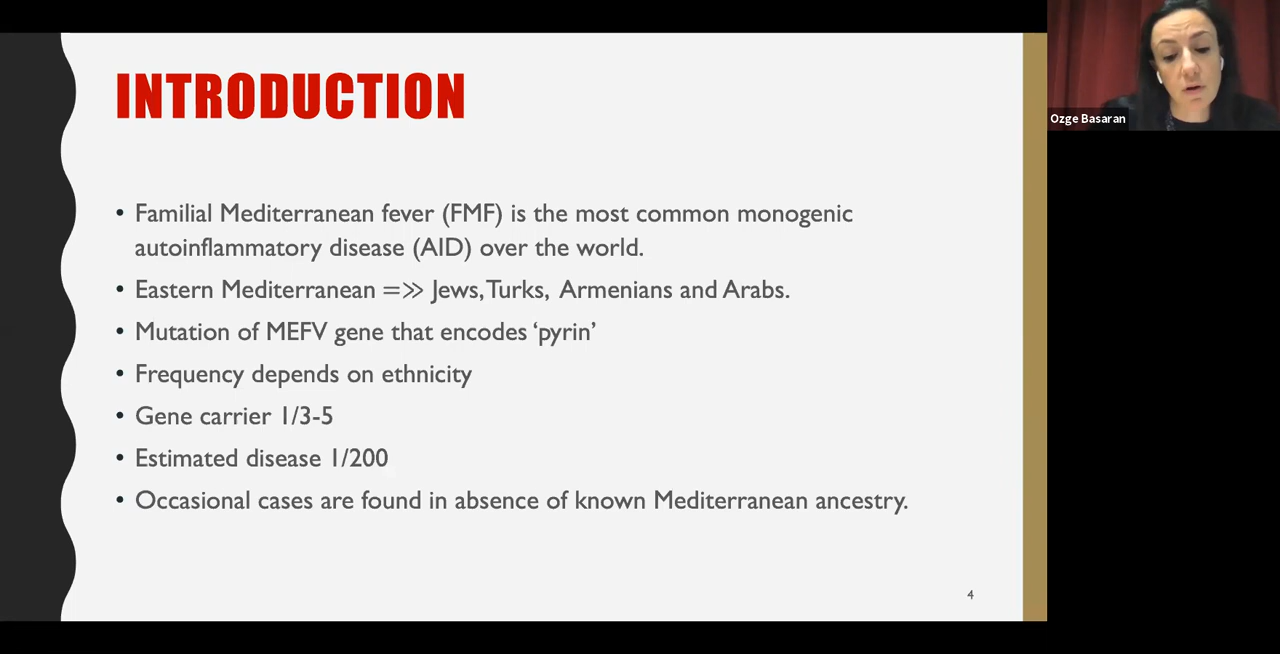 INTRODUCTION
• Familial Mediterranean fever (FMF) is the most common monogenic
autoinflammatory disease (AID) over the world.
• Eastern Mediterranean =>> Jews, Turks, Armenians and Arabs.
• Mutation of MEFV gene that encodes ‘pyrin’
• Frequency depends on ethnicity
• Gene carrier 1/3-5
• Estimated disease 1/200
• Occasional cases are found in absence of known Mediterranean ancestry.
4
Ozge Basaran